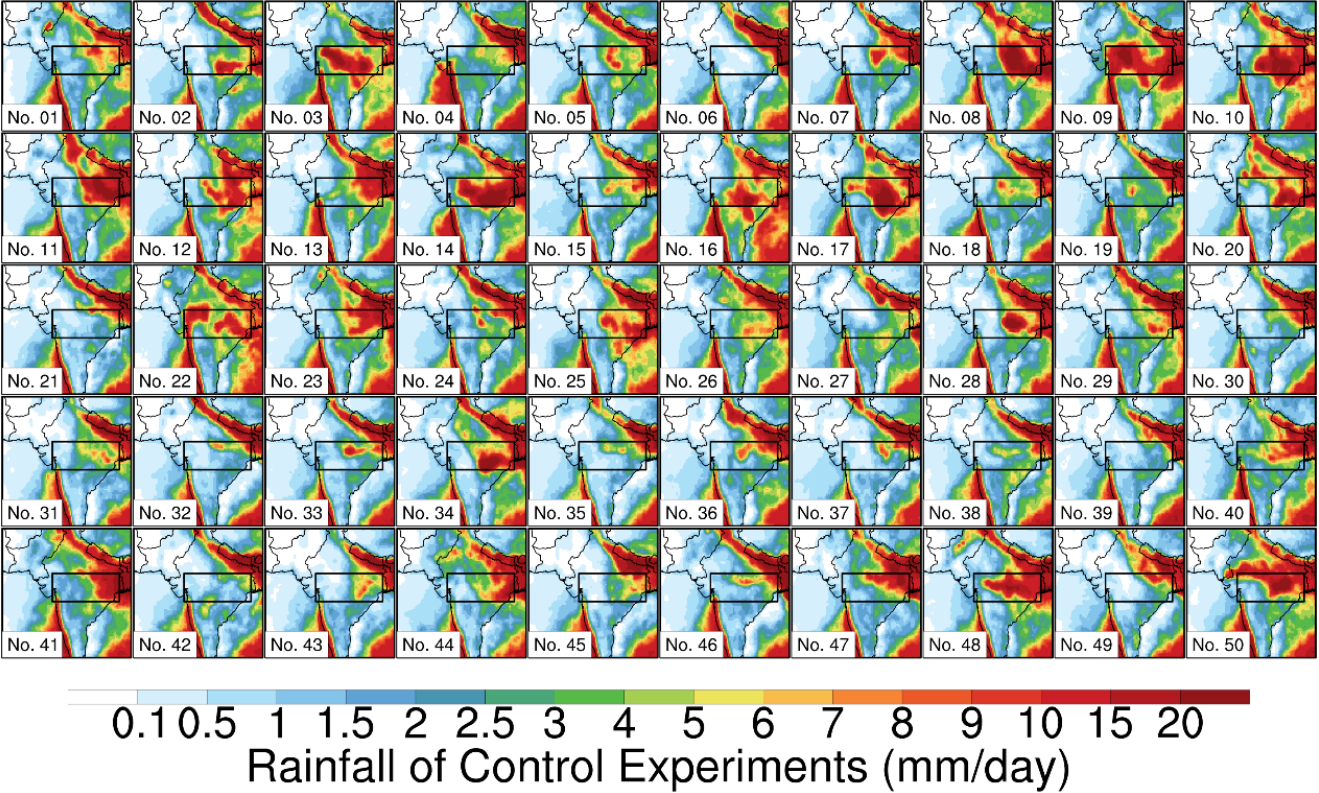 No. 01 No. 02 No. 03 No. 04 No. 05 No. 06 No. 07 No. 08 No. 09 No. 10
No. 11 No. 12 No. 13 No. 14 No. 15 No. 16 No. 17 No. 18 No. 19 No. 20
No. 21 No. 22 No. 23 No. 24 No. 25 No. 26 No. 27 No. 28 No. 29 No. 30
No. 31 No. 32 No. 33 No. 34 No. 35 No. 36 No. 37 No. 38 No. 39 No. 40
No. 41 No. 42 No. 43 No. 44 No. 45 No. 46 No. 47 No. 48 No. 49 No. 50
0.1 0.5 1 1.5 2 2.5 3 4 5 6 7 8 9 10 15 20
Rainfall of Control Experiments (mm/day)